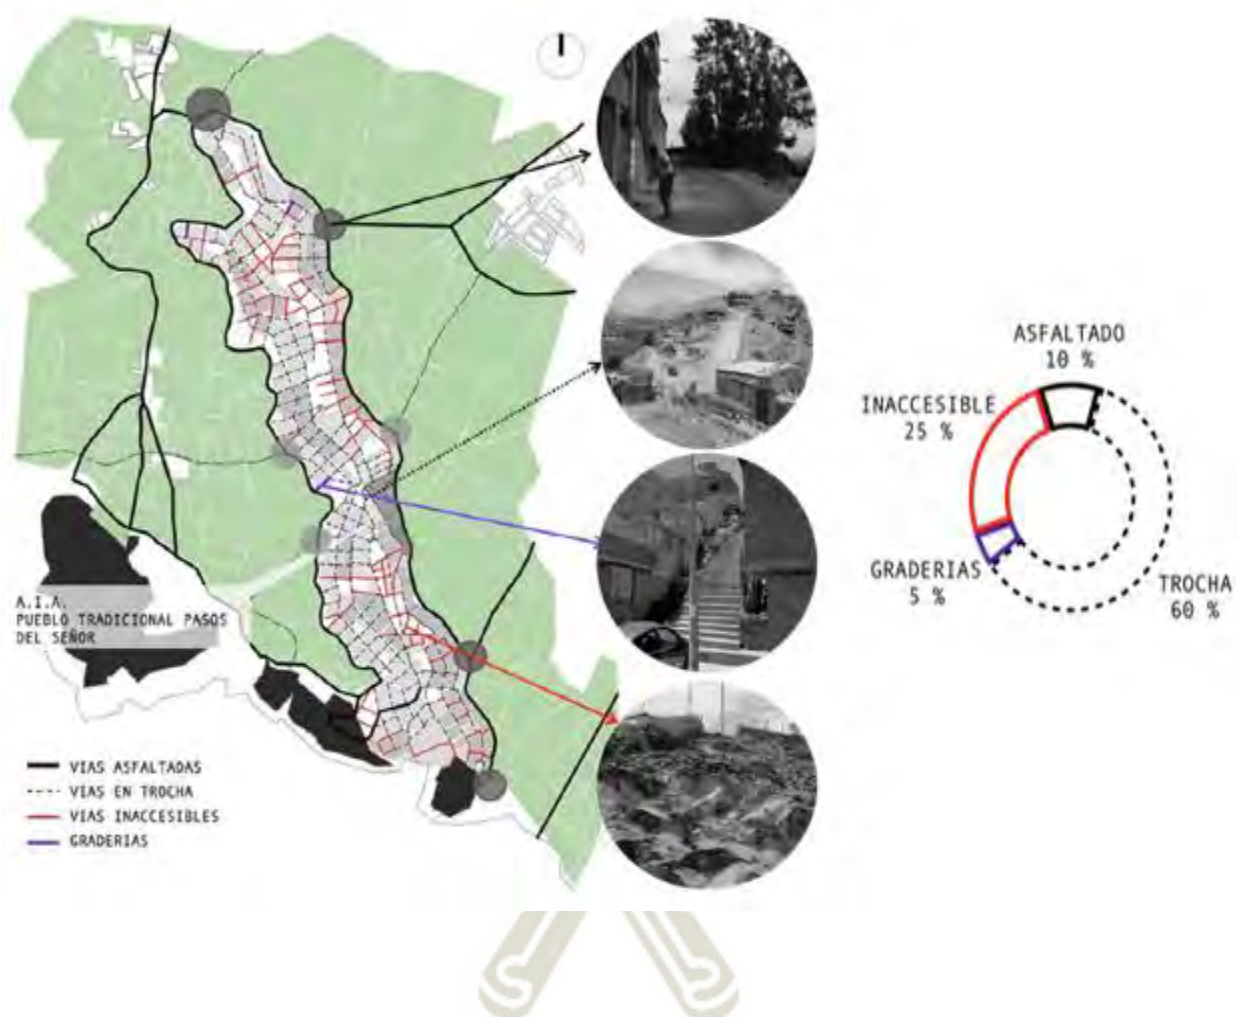 ASFALTADO
10 %
INACCESIBLE
25 %
GRADERIAS
5 %
TROCHA
60 %
A.I.A.
PUEBLO TRADICIONAL PASOS
DEL SEÑOR
VIAS ASFALTADAS
VIAS EN TROCHA
VIAS INACCESIBLES
GRADERIAS